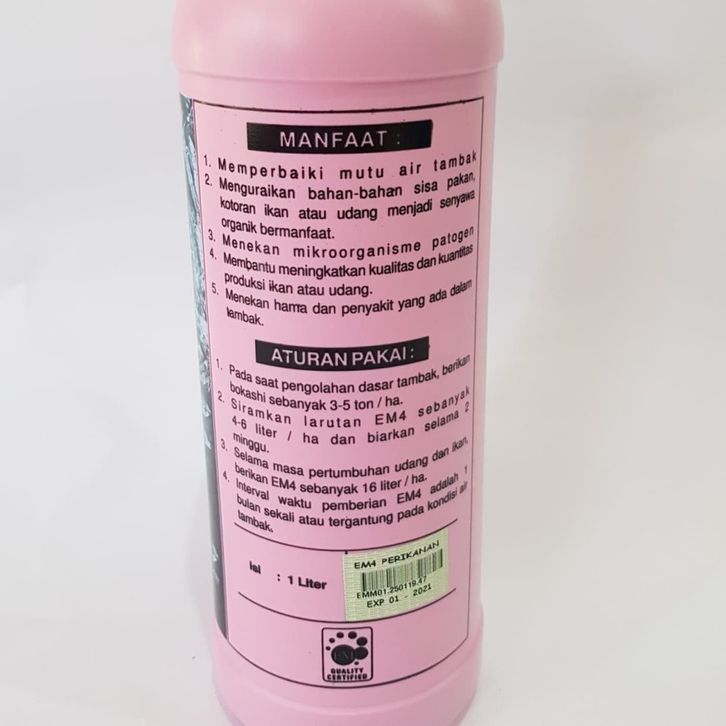 MANFAAT :
1. Memperbaiki mutu air tambak
2. Menguraikan bahan-bahan sisa pakan,
kotoran ikan atau udang menjadi senyawa
organik bermanfaat.
3. Menekan mikroorganisme patogen
4. Membantu meningkatkan kualitas dan kuantitas
produksi ikan atau udang.
5. Menekan hama dan penyakit yang ada dalam
tambak.
ATURAN PAKAI :
1. Pada saat pengolahan dasar tambak, berikan
bokashi sebanyak 3-5 ton / ha.
2. Siramkan larutan EM4 sebanyak
4-6 liter / ha dan biarkan selama 2
minggu.
3. Selama masa pertumbuhan udang dan ikan,
berikan EM4 sebanyak 16 liter / ha.
4. Interval waktu pemberian EM4 adalah 1
bulan sekali atau tergantung pada kondisi air
tambak.
Isi : 1 Liter
EM4 PERIKANAN
EMM01.250119.47
EXP 01 - 2021
EM
QUALITY
CERTIFIED